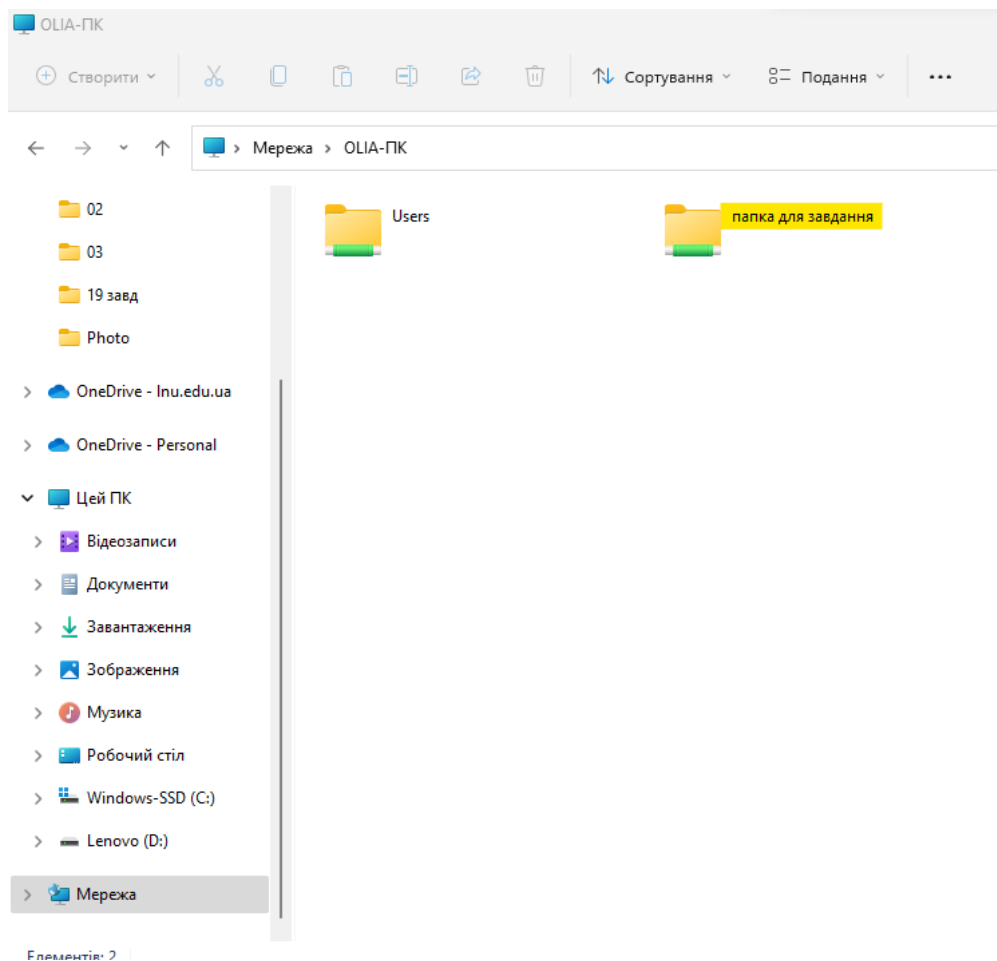 OLIA-ПК
Створити
Сортування
Подання
Мережа > OLIA-ПК
02
03
19 завд
Photo
OneDrive - lnu.edu.ua
OneDrive - Personal
Цей ПК
Відеозаписи
Документи
Завантаження
Зображення
Музика
Робочий стіл
Windows-SSD (C:)
Lenovo (D:)
Мережа
Users
папка для завдання
Елементів: 2